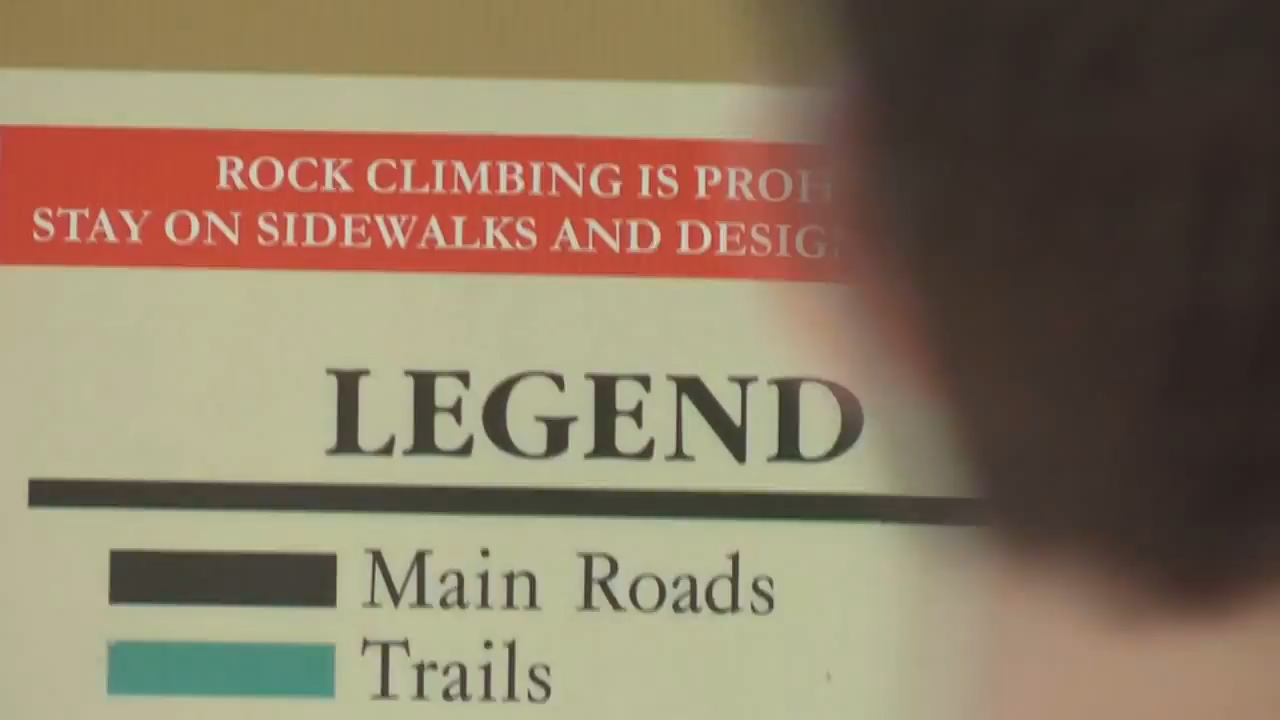 ROCK CLIMBING IS
STAY ON SIDEWALKS AND
LEGEND
Main Roads
Trails